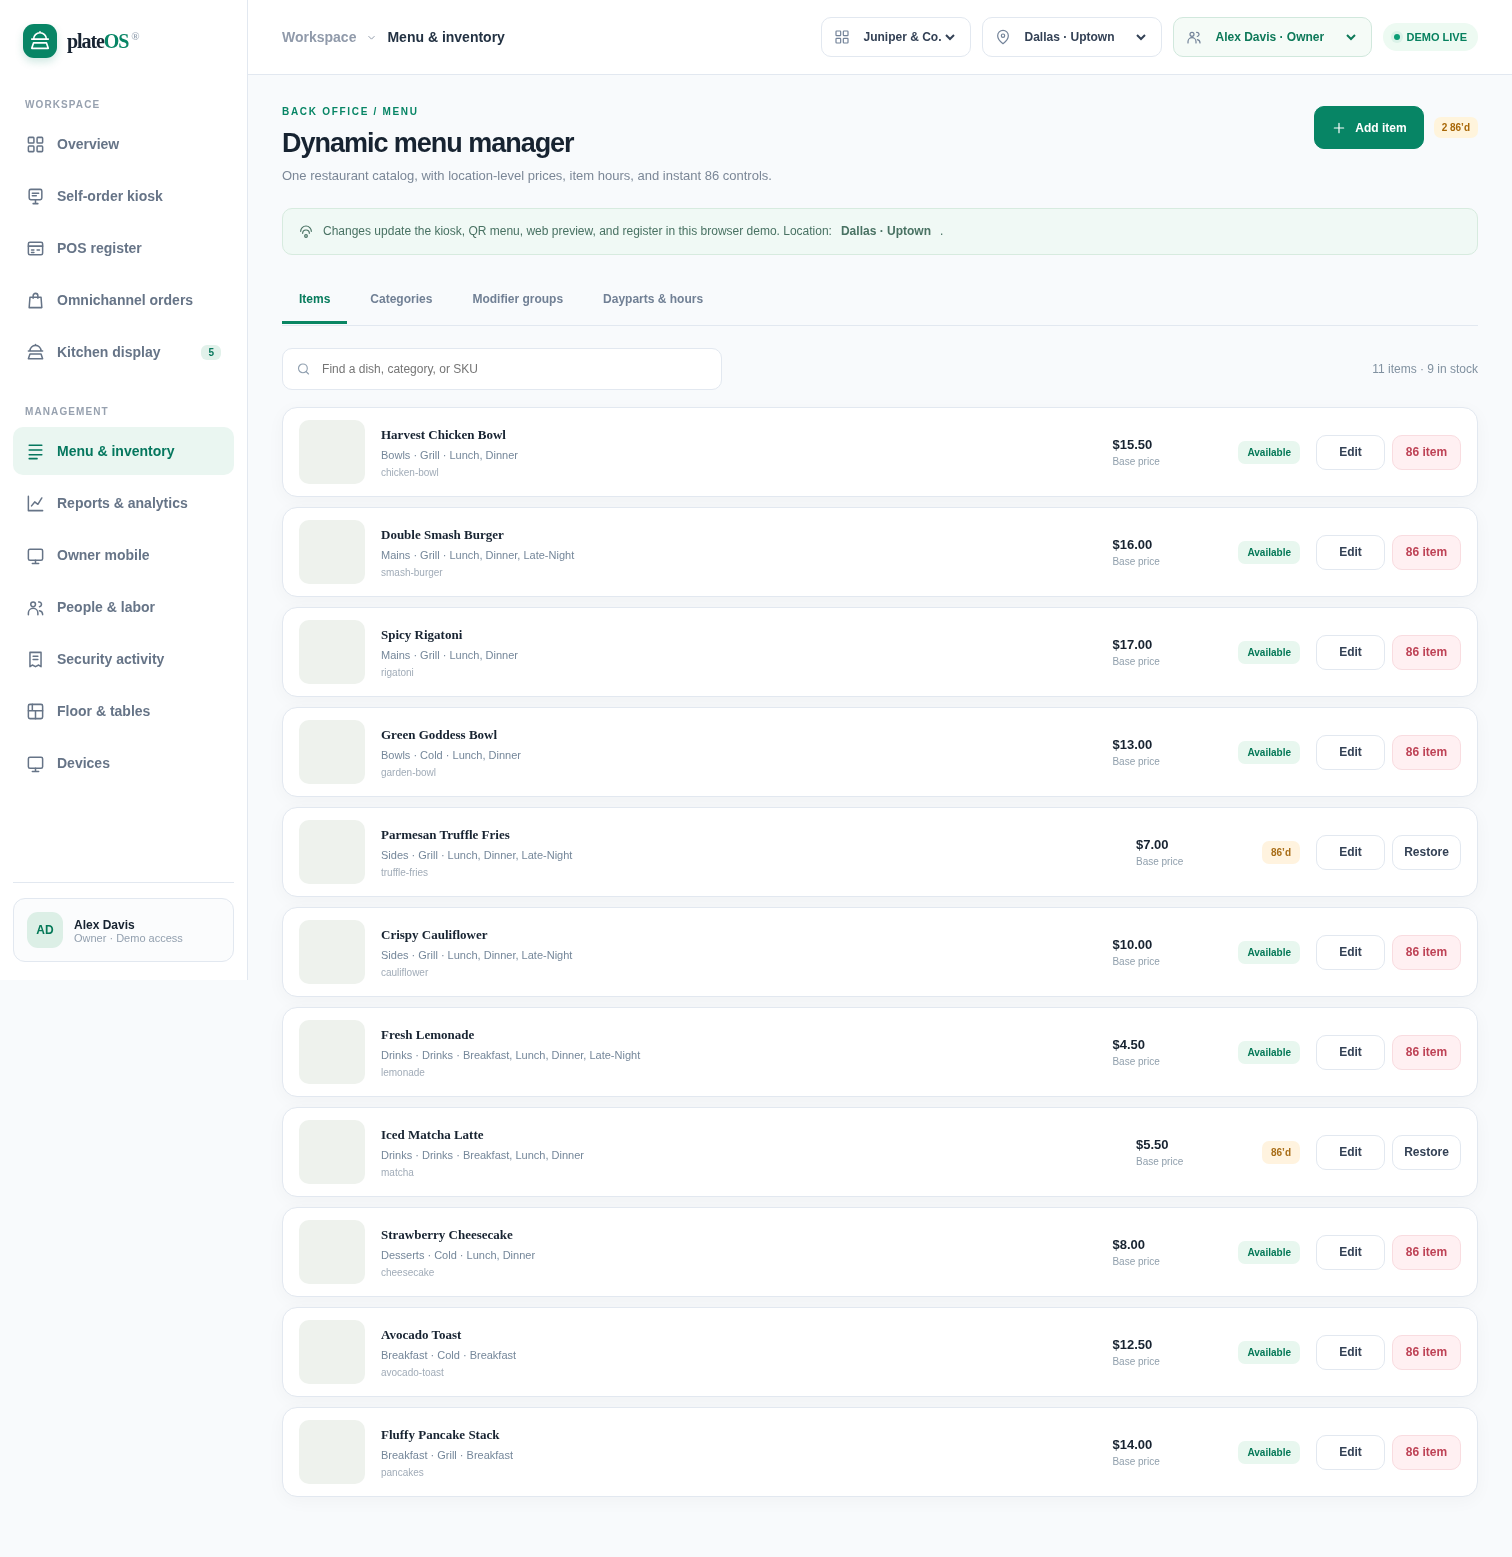 plateOS ®
WORKSPACE
Overview
Self-order kiosk
POS register
Omnichannel orders
Kitchen display 5
MANAGEMENT
Menu & inventory
Reports & analytics
Owner mobile
People & labor
Security activity
Floor & tables
Devices
AD
Alex Davis
Owner · Demo access
Workspace Menu & inventory
Juniper & Co.
Dallas · Uptown
Alex Davis · Owner
DEMO LIVE
BACK OFFICE / MENU
Dynamic menu manager
One restaurant catalog, with location-level prices, item hours, and instant 86 controls.
Add item
2 86'd
Changes update the kiosk, QR menu, web preview, and register in this browser demo. Location: Dallas · Uptown .
Items Categories Modifier groups Dayparts & hours
Find a dish, category, or SKU
11 items · 9 in stock
Harvest Chicken Bowl
Bowls · Grill · Lunch, Dinner
chicken-bowl
$15.50
Base price
Available Edit 86 item
Double Smash Burger
Mains · Grill · Lunch, Dinner, Late-Night
smash-burger
$16.00
Base price
Available Edit 86 item
Spicy Rigatoni
Mains · Grill · Lunch, Dinner
rigatoni
$17.00
Base price
Available Edit 86 item
Green Goddess Bowl
Bowls · Cold · Lunch, Dinner
garden-bowl
$13.00
Base price
Available Edit 86 item
Parmesan Truffle Fries
Sides · Grill · Lunch, Dinner, Late-Night
truffle-fries
$7.00
Base price
86'd Edit Restore
Crispy Cauliflower
Sides · Grill · Lunch, Dinner, Late-Night
cauliflower
$10.00
Base price
Available Edit 86 item
Fresh Lemonade
Drinks · Drinks · Breakfast, Lunch, Dinner, Late-Night
lemonade
$4.50
Base price
Available Edit 86 item
Iced Matcha Latte
Drinks · Drinks · Breakfast, Lunch, Dinner
matcha
$5.50
Base price
86'd Edit Restore
Strawberry Cheesecake
Desserts · Cold · Lunch, Dinner
cheesecake
$8.00
Base price
Available Edit 86 item
Avocado Toast
Breakfast · Cold · Breakfast
avocado-toast
$12.50
Base price
Available Edit 86 item
Fluffy Pancake Stack
Breakfast · Grill · Breakfast
pancakes
$14.00
Base price
Available Edit 86 item